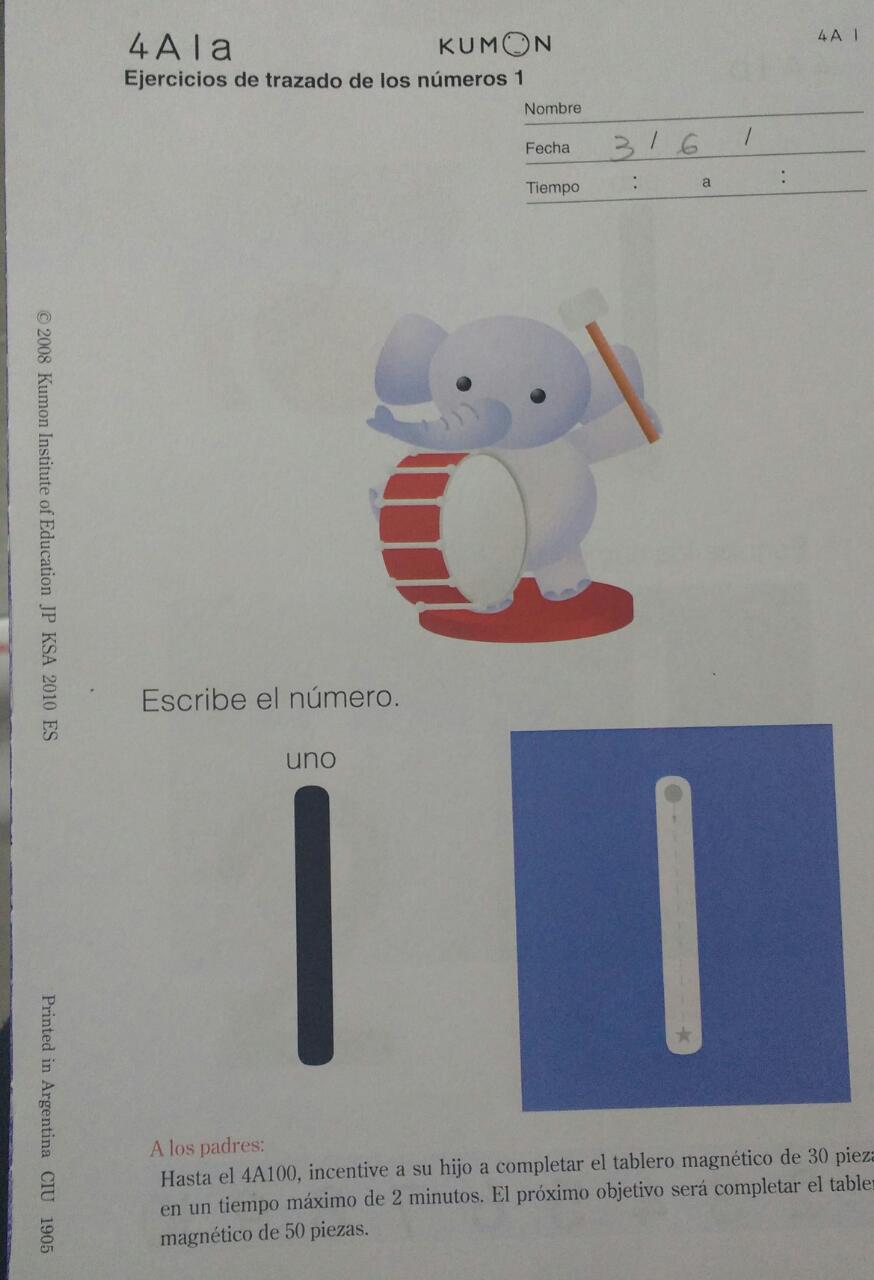 4A1a
KUMON
4A 1
Ejercicios de trazado de los números 1
Nombre
Fecha 3 / 6 /
Tiempo : a :
© 2008 Kumon Institute of Education JP KSA 2010 ES
Escribe el número.
uno
A los padres:
Hasta el 4A100, incentive a su hijo a completar el tablero magnético de 30
en un tiempo máximo de 2 minutos. El próximo objetivo será completar el
magnético de 50 piezas.
Printed in Argentina CIU 1905